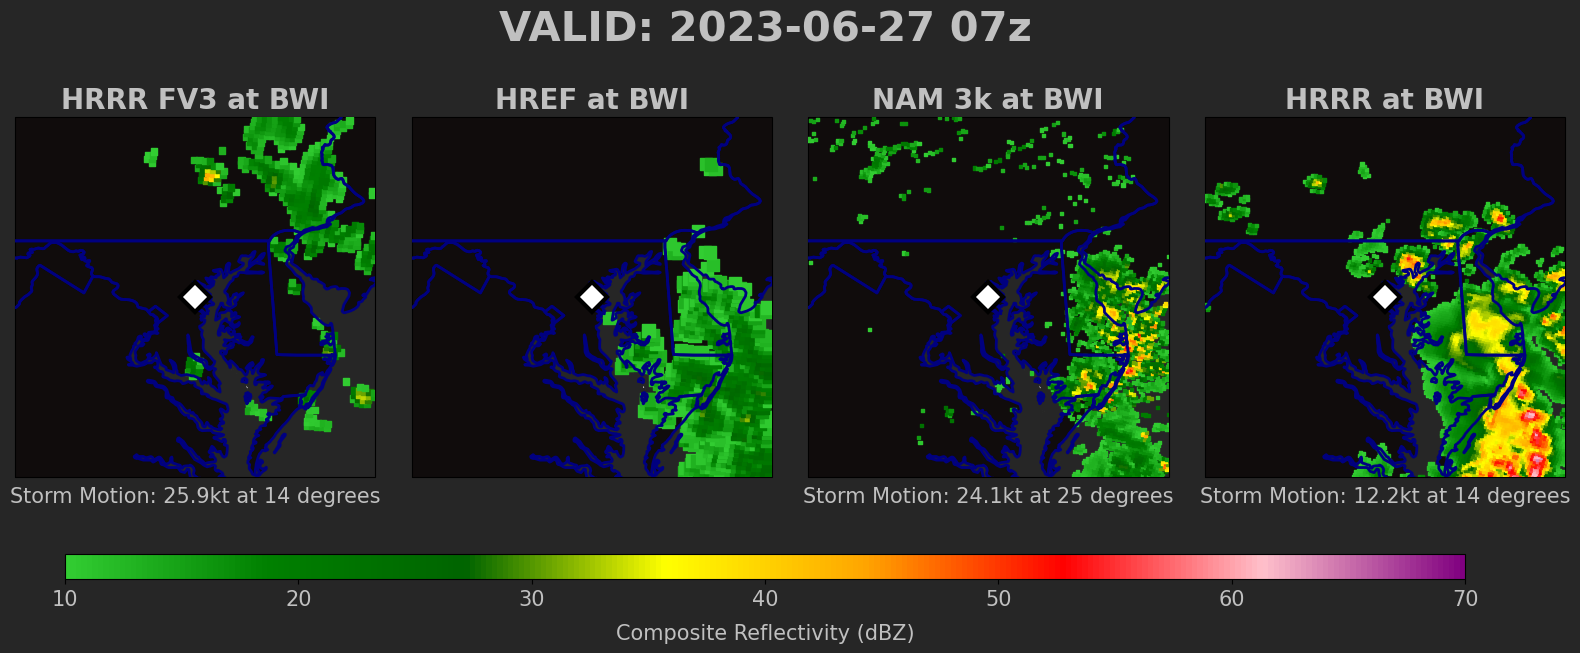 VALID: 2023-06-27 07z
HRRR FV3 at BWI
HREF at BWI
NAM 3k at BWI
HRRR at BWI
Storm Motion: 25.9kt at 14 degrees
Storm Motion: 24.1kt at 25 degrees
Storm Motion: 12.2kt at 14 degrees
10 20 30 40 50 60 70
Composite Reflectivity (dBZ)